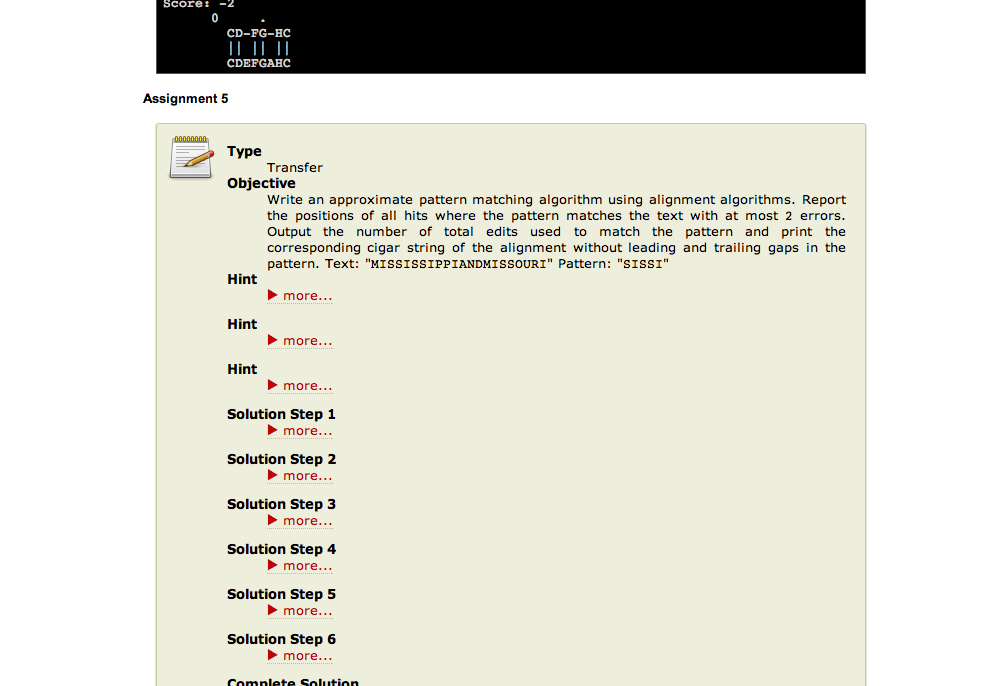 Score: -2
0 .
CD-FG-HC
|| || ||
CDEFGAHC
Assignment 5
Type
Transfer
Objective
Write an approximate pattern matching algorithm using alignment algorithms. Report
the positions of all hits where the pattern matches the text with at most 2 errors.
Output the number of total edits used to match the pattern and print the
corresponding cigar string of the alignment without leading and trailing gaps in the
pattern. Text: "MISSISSIPPIANDMISSOURI" Pattern: "SISSI"
Hint
more...
Hint
more...
Hint
more...
Solution Step 1
more...
Solution Step 2
more...
Solution Step 3
more...
Solution Step 4
more...
Solution Step 5
more...
Solution Step 6
more...
Complete Solution